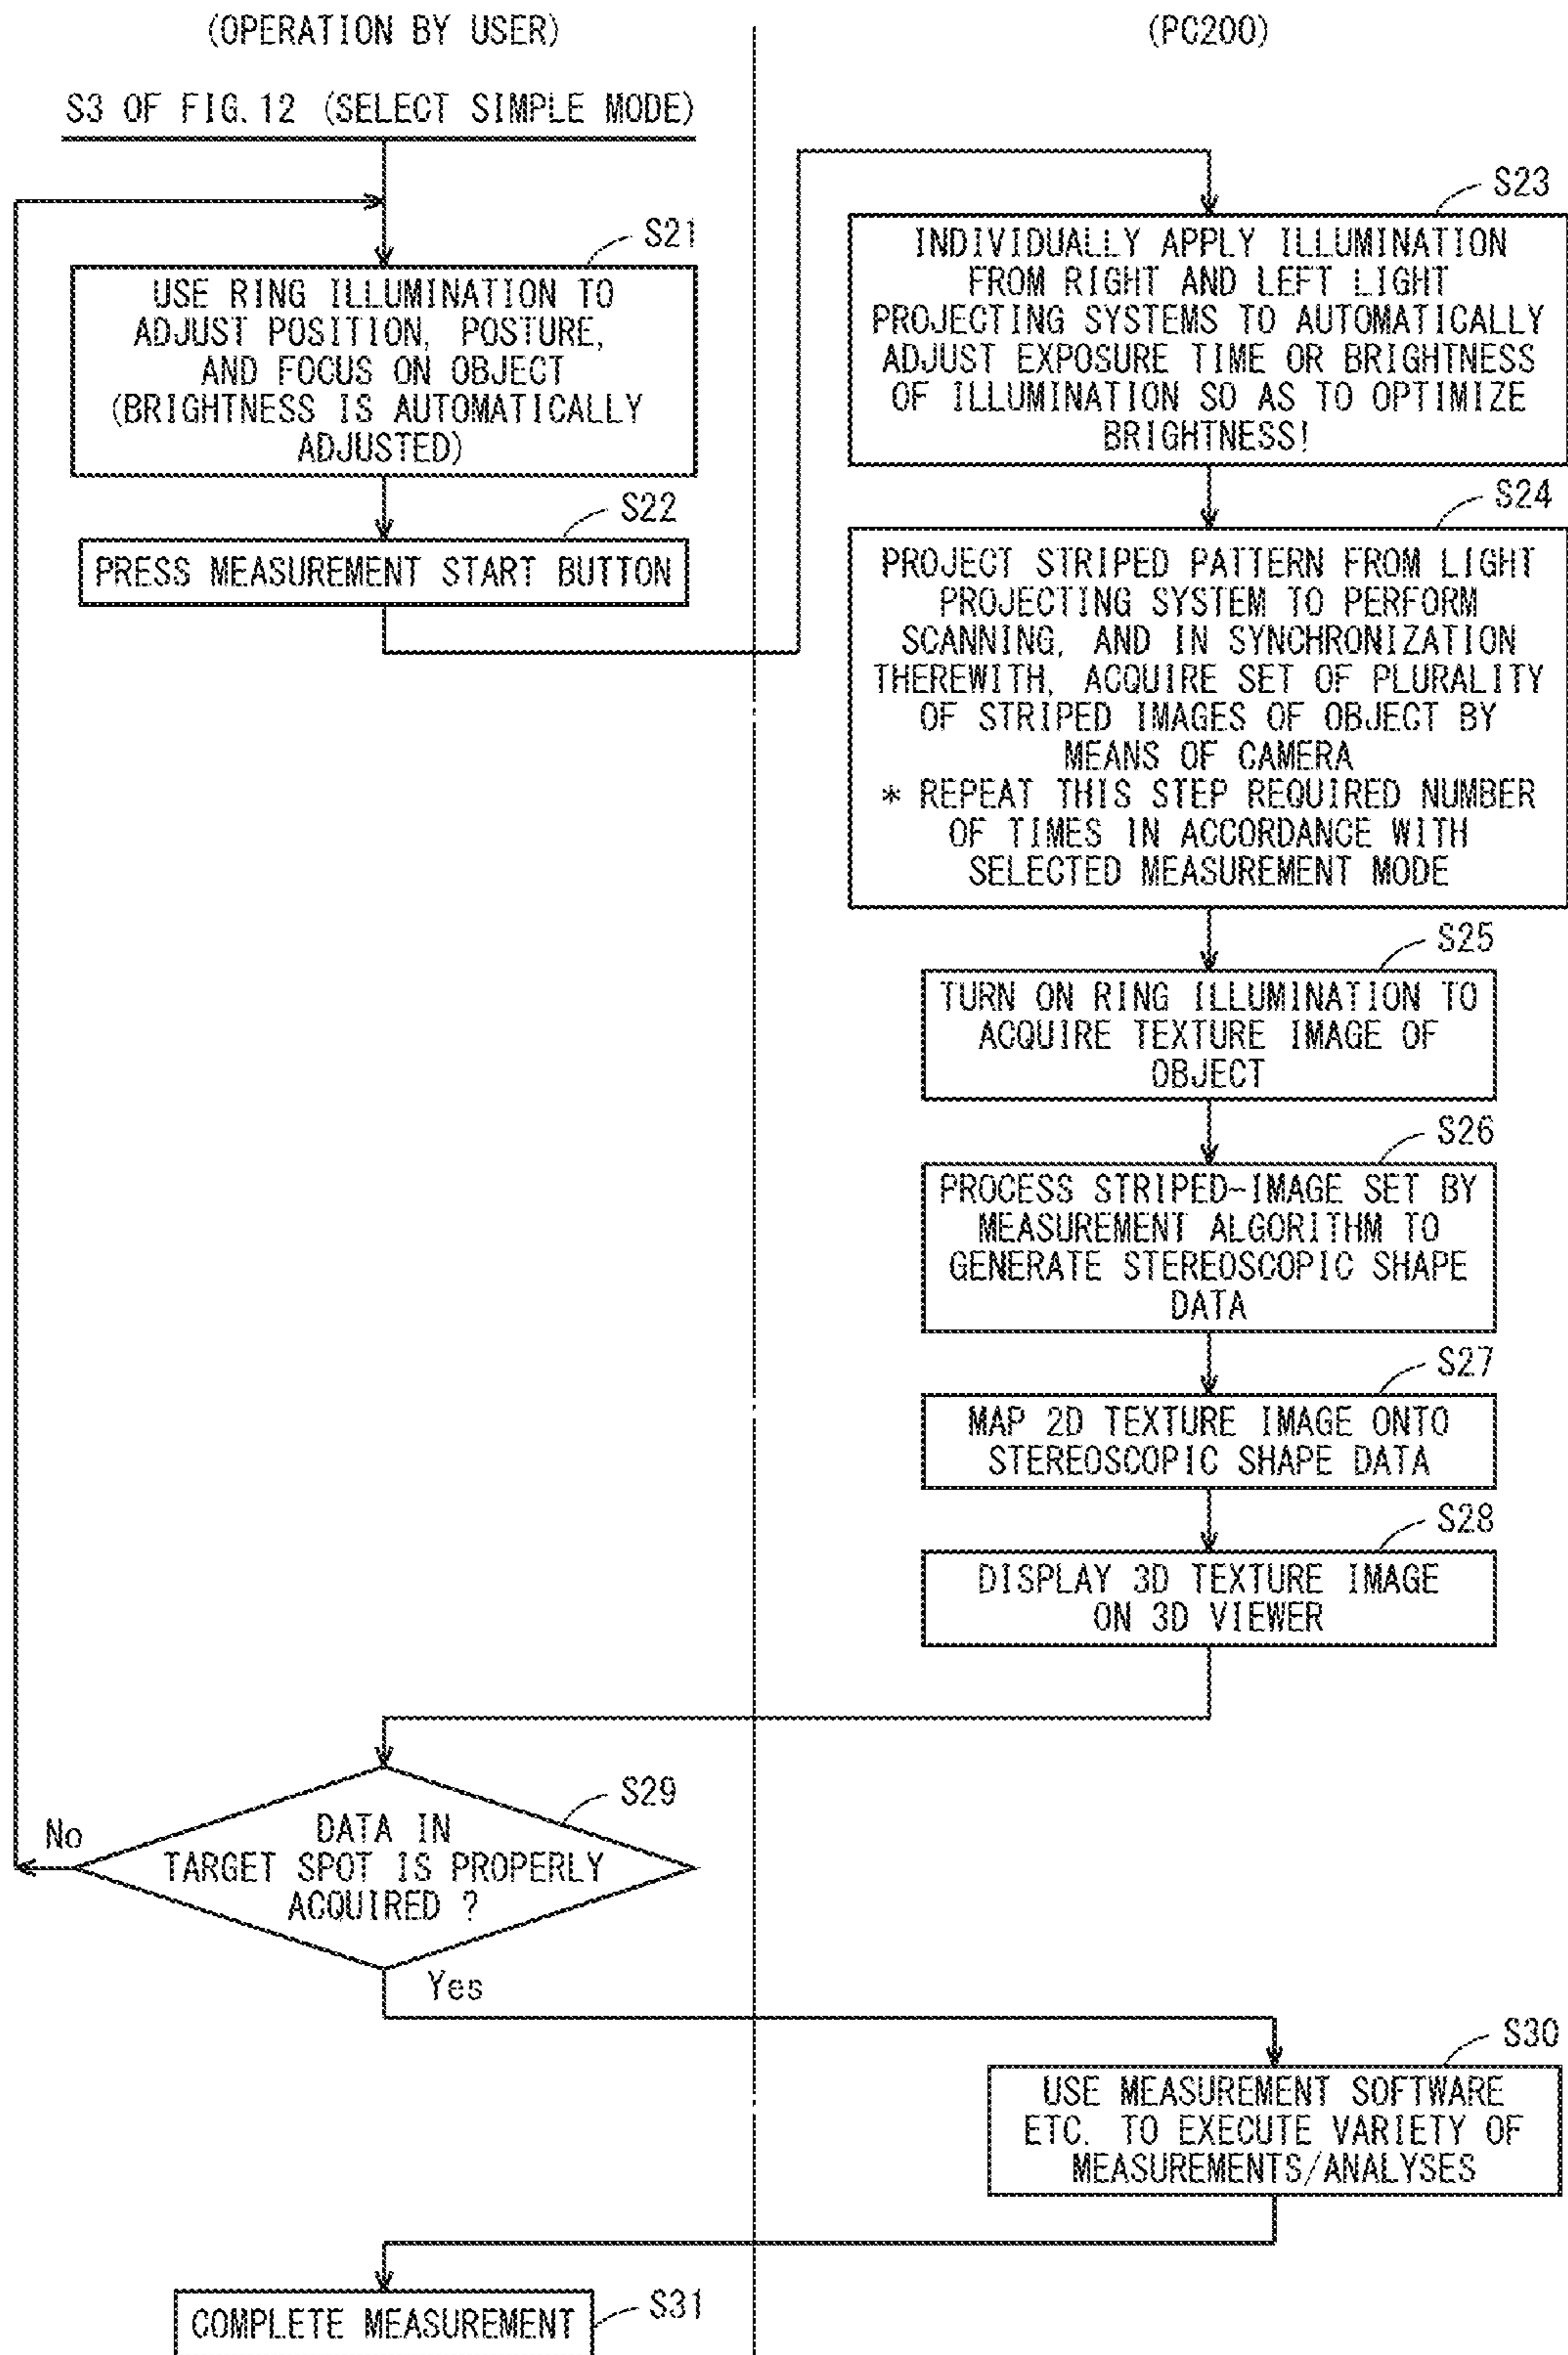 (OPERATION BY USER)
(PC200)
S3 OF FIG.12 (SELECT SIMPLE MODE)
S21
USE RING ILLUMINATION TO
ADJUST POSITION, POSTURE,
AND FOCUS ON OBJECT
(BRIGHTNESS IS AUTOMATICALLY
ADJUSTED)
S22
PRESS MEASUREMENT START BUTTON
S23
INDIVIDUALLY APPLY ILLUMINATION
FROM RIGHT AND LEFT LIGHT
PROJECTING SYSTEMS TO AUTOMATICALLY
ADJUST EXPOSURE TIME OR BRIGHTNESS
OF ILLUMINATION SO AS TO OPTIMIZE
BRIGHTNESS!
S24
PROJECT STRIPED PATTERN FROM LIGHT
PROJECTING SYSTEM TO PERFORM
SCANNING, AND IN SYNCHRONIZATION
THEREWITH, ACQUIRE SET OF PLURALITY
OF STRIPED IMAGES OF OBJECT BY
MEANS OF CAMERA
* REPEAT THIS STEP REQUIRED NUMBER
OF TIMES IN ACCORDANCE WITH
SELECTED MEASUREMENT MODE
S25
TURN ON RING ILLUMINATION TO
ACQUIRE TEXTURE IMAGE OF
OBJECT
S26
PROCESS STRIPED-IMAGE SET BY
MEASUREMENT ALGORITHM TO
GENERATE STEREOSCOPIC SHAPE
DATA
S27
MAP 2D TEXTURE IMAGE ONTO
STEREOSCOPIC SHAPE DATA
S28
DISPLAY 3D TEXTURE IMAGE
ON 3D VIEWER
S29
DATA IN
TARGET SPOT IS PROPERLY
ACQUIRED ?
No
Yes
S30
USE MEASUREMENT SOFTWARE
ETC. TO EXECUTE VARIETY OF
MEASUREMENTS/ANALYSES
S31
COMPLETE MEASUREMENT